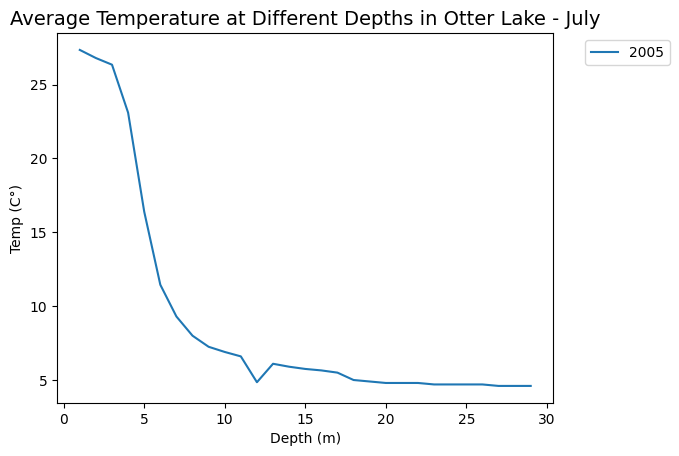 Average Temperature at Different Depths in Otter Lake - July
2005
25
20
15
10
5
Temp (C°)
0 5 10 15 20 25 30
Depth (m)